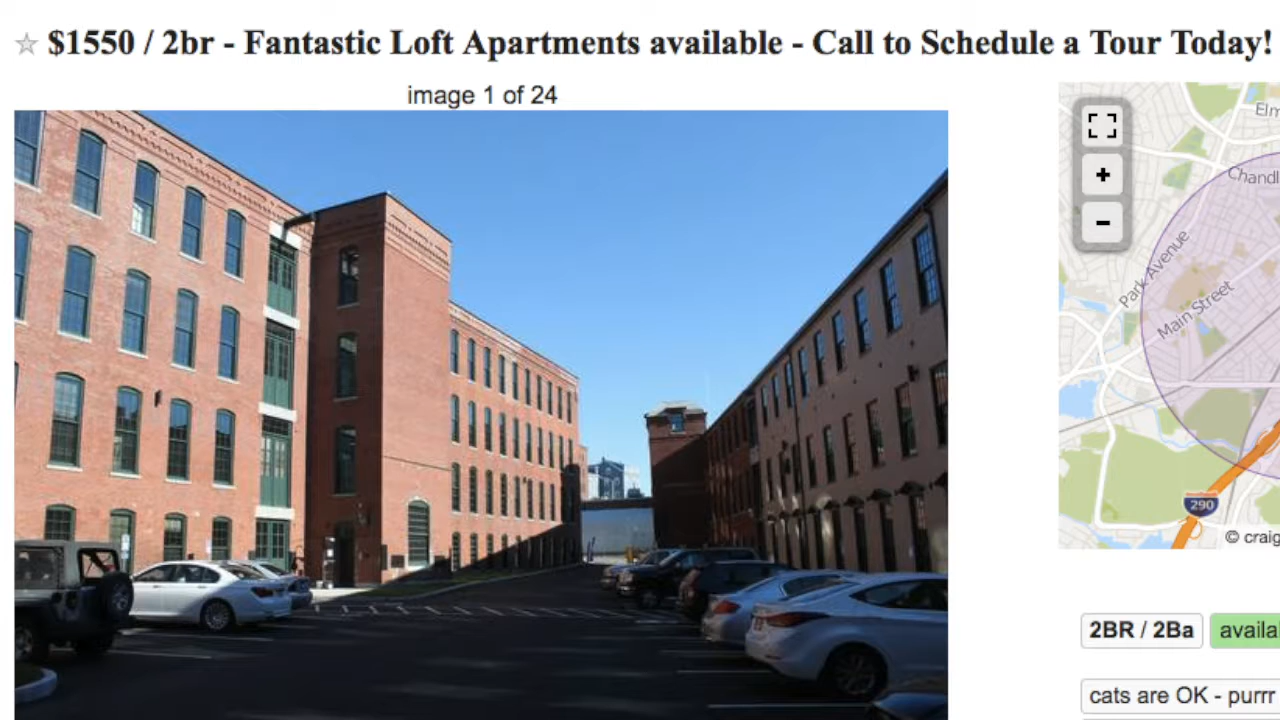 ☆ $1550 / 2br - Fantastic Loft Apartments available - Call to Schedule a Tour Today!
image 1 of 24
Elm
Chandl
Park Avenue
Main Street
+
-
290
© craig
2BR / 2Ba
availa
cats are OK - purrr